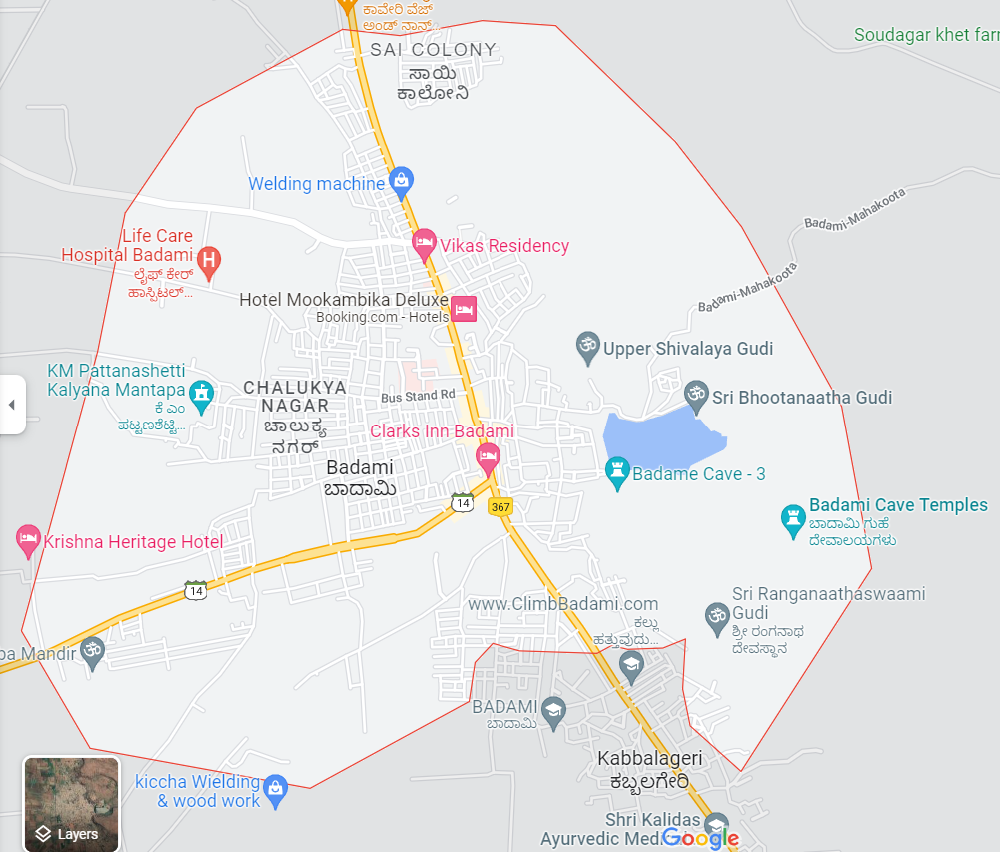 ಕಾವೇರಿ ವೆಜ್
ಅಂಡ್ ನಾನ್...
Soudagar khet farm
SAI COLONY
ಸಾಯಿ
ಕಾಲೋನಿ
Welding machine
Badami-Mahakoota
Life Care
Hospital Badami
ಲೈಫ್ ಕೇರ್
ಹಾಸ್ಪಿಟಲ್...
H
Vikas Residency
Badami-Mahakoota
Hotel Mookambika Deluxe
Booking.com - Hotels
Upper Shivalaya Gudi
KM Pattanashetti
Kalyana Mantapa
ಕೆ ಎಂ
ಪಟ್ಟಣಶೆಟ್ಟಿ...
CHALUKYA
NAGAR
ಚಾಲುಕ್ಯ
ನಗರ್
Bus Stand Rd
Sri Bhootanaatha Gudi
Clarks Inn Badami
Badami
ಬಾದಾಮಿ
Badame Cave - 3
14
367
Badami Cave Temples
ಬಾದಾಮಿ ಗುಹೆ
ದೇವಾಲಯಗಳು
Krishna Heritage Hotel
14
www.ClimbBadami.com
ಕಲ್ಲು
ಹತ್ತುವುದು...
Sri Ranganaathaswaami
Gudi
ಶ್ರೀ ರಂಗನಾಥ
ದೇವಸ್ಥಾನ
pa Mandir
BADAMI
ಬಾದಾಮಿ
Kabbalageri
ಕಬ್ಬಲಗೇರಿ
kiccha Wielding
& wood work
Shri Kalidas
Ayurvedic Medi
Google
Layers